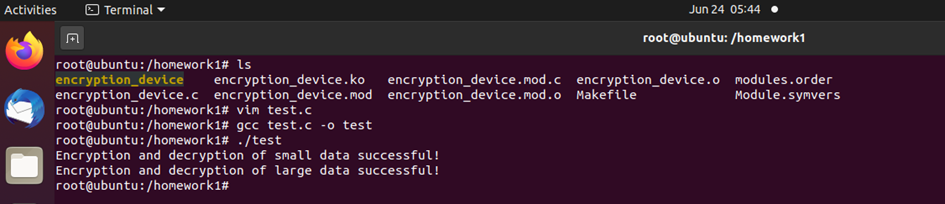 Activities Terminal Jun 24 05:44
root@ubuntu: /homework1
root@ubuntu:/homework1# ls
encryption_device encryption_device.ko encryption_device.mod.c encryption_device.o modules.order
encryption_device.c encryption_device.mod encryption_device.mod.o Makefile Module.symvers
root@ubuntu:/homework1# vim test.c
root@ubuntu:/homework1# gcc test.c -o test
root@ubuntu:/homework1# ./test
Encryption and decryption of small data successful!
Encryption and decryption of large data successful!
root@ubuntu:/homework1#